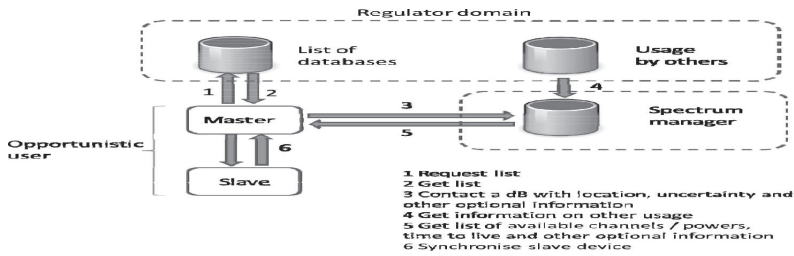 Regulator domain
List of
databases
Usage
by others
1
2
4
3
5
Master
Spectrum
manager
Opportunistic
user
6
Slave
1 Request list
2 Get list
3 Contact a dB with location, uncertainty and
other optional information
4 Get information on other usage
5 Get list of available channels / powers,
time to live and other optional information
6 Synchronise slave device